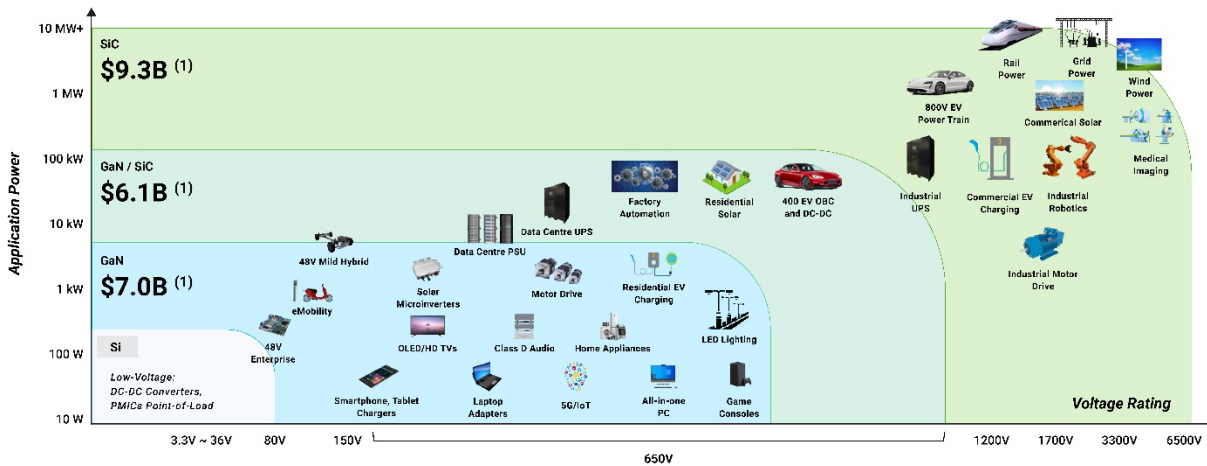 10 MW+
1 MW
100 kW
10 kW
1 kW
100 W
10 W
Application Power
SiC
$9.3B (1)
Rail
Power
Grid
Power
Wind
Power
800V EV
Power Train
Commerical Solar
Medical
Imaging
Industrial
UPS
Commercial EV
Charging
Industrial
Robotics
Industrial Motor
Drive
GaN / SiC
$6.1B (1)
Factory
Automation
Residential
Solar
400 EV OBC
and DC-DC
Data Centre UPS
Data Centre PSU
48V Mild Hybrid
GaN
$7.0B (1)
eMobility
48V
Enterprise
Solar
Microinverters
Motor Drive
Residential EV
Charging
OLED/HD TVs
Class D Audio
Home Appliances
LED Lighting
Smartphone, Tablet
Chargers
Laptop
Adapters
5G/IoT
All-in-one
PC
Game
Consoles
Si
Low-Voltage:
DC-DC Converters,
PMICs Point-of-Load
Voltage Rating
3.3V ~ 36V
80V
150V
650V
1200V
1700V
3300V
6500V